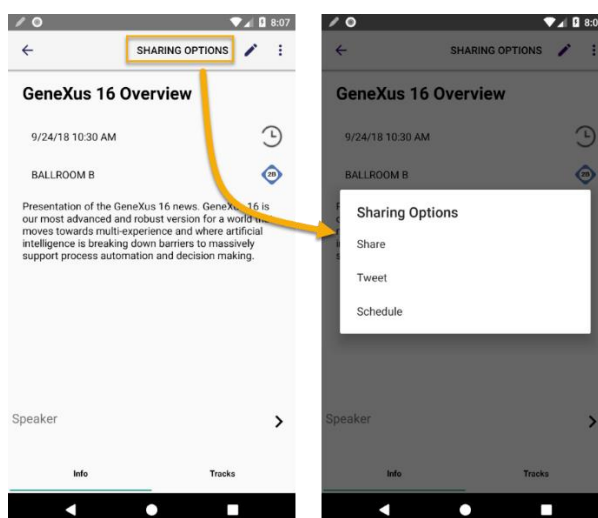 8:07
SHARING OPTIONS
GeneXus 16 Overview
9/24/18 10:30 AM
BALLROOM B
2B
Presentation of the GeneXus 16 news. GeneXus 16 is
our most advanced and robust version for a world that
moves towards multi-experience and where artificial
intelligence is breaking down barriers to massively
support process automation and decision making.
Speaker
Info
Tracks
8:0
SHARING OPTIONS
GeneXus 16 Overview
9/24/18 10:30 AM
BALLROOM B
2B
Sharing Options
Share
Tweet
Schedule
Speaker
Info
Tracks